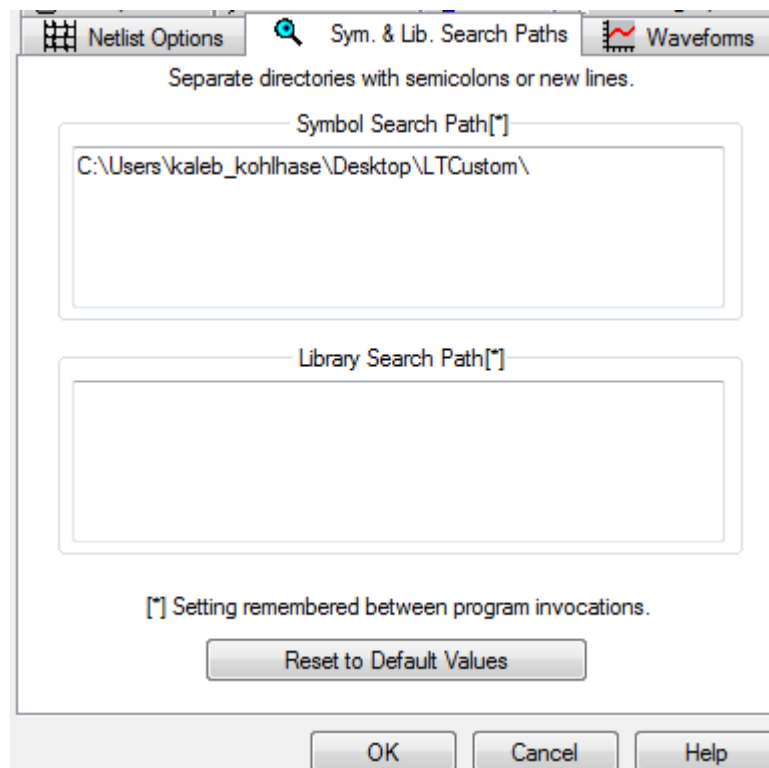 Netlist Options
Sym. & Lib. Search Paths
Waveforms
Separate directories with semicolons or new lines.
Symbol Search Path[*]
C:\Users\kaleb_kohlhase\Desktop\LTCustom\
Library Search Path[*]
[*] Setting remembered between program invocations.
Reset to Default Values
OK
Cancel
Help